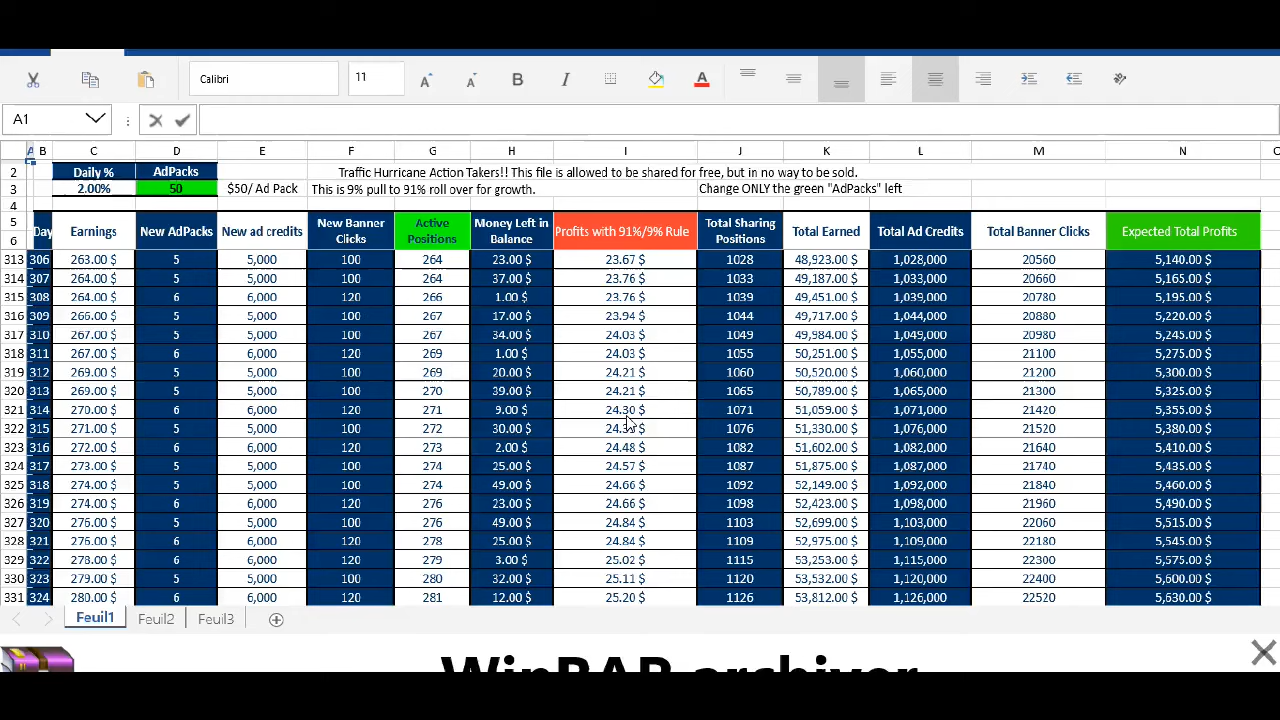 Calibri 11 B I A
A1
A B C D E F G H I J K L M N
2 Daily % AdPacks Traffic Hurricane Action Takers!! This file is allowed to be shared for free, but in no way to be sold.
3 2.00% 50 $50/ Ad Pack This is 9% pull to 91% roll over for growth. Change ONLY the green "AdPacks" left
4
5 6 Day Earnings New AdPacks New ad credits New Banner Clicks Active Positions Money Left in Balance Profits with 91%/9% Rule Total Sharing Positions Total Earned Total Ad Credits Total Banner Clicks Expected Total Profits
313 306 263.00 $ 5 5,000 100 264 23.00 $ 23.67 $ 1028 48,923.00 $ 1,028,000 20560 5,140.00 $
314 307 264.00 $ 5 5,000 100 264 37.00 $ 23.76 $ 1033 49,187.00 $ 1,033,000 20660 5,165.00 $
315 308 264.00 $ 6 6,000 120 266 1.00 $ 23.76 $ 1039 49,451.00 $ 1,039,000 20780 5,195.00 $
316 309 266.00 $ 5 5,000 100 267 17.00 $ 23.94 $ 1044 49,717.00 $ 1,044,000 20880 5,220.00 $
317 310 267.00 $ 5 5,000 100 267 34.00 $ 24.03 $ 1049 49,984.00 $ 1,049,000 20980 5,245.00 $
318 311 267.00 $ 6 6,000 120 269 1.00 $ 24.03 $ 1055 50,251.00 $ 1,055,000 21100 5,275.00 $
319 312 269.00 $ 5 5,000 100 269 20.00 $ 24.21 $ 1060 50,520.00 $ 1,060,000 21200 5,300.00 $
320 313 269.00 $ 5 5,000 100 270 39.00 $ 24.21 $ 1065 50,789.00 $ 1,065,000 21300 5,325.00 $
321 314 270.00 $ 6 6,000 120 271 9.00 $ 24.30 $ 1071 51,059.00 $ 1,071,000 21420 5,355.00 $
322 315 271.00 $ 5 5,000 100 272 30.00 $ 1076 51,330.00 $ 1,076,000 21520 5,380.00 $
323 316 272.00 $ 6 6,000 120 273 2.00 $ 24.48 $ 1082 51,602.00 $ 1,082,000 21640 5,410.00 $
324 317 273.00 $ 5 5,000 100 274 25.00 $ 24.57 $ 1087 51,875.00 $ 1,087,000 21740 5,435.00 $
325 318 274.00 $ 5 5,000 100 274 49.00 $ 24.66 $ 1092 52,149.00 $ 1,092,000 21840 5,460.00 $
326 319 274.00 $ 6 6,000 120 276 23.00 $ 24.66 $ 1098 52,423.00 $ 1,098,000 21960 5,490.00 $
327 320 276.00 $ 5 5,000 100 276 49.00 $ 24.84 $ 1103 52,699.00 $ 1,103,000 22060 5,515.00 $
328 321 276.00 $ 6 6,000 120 278 25.00 $ 24.84 $ 1109 52,975.00 $ 1,109,000 22180 5,545.00 $
329 322 278.00 $ 6 6,000 120 279 3.00 $ 25.02 $ 1115 53,253.00 $ 1,115,000 22300 5,575.00 $
330 323 279.00 $ 5 5,000 100 280 32.00 $ 25.11 $ 1120 53,532.00 $ 1,120,000 22400 5,600.00 $
331 324 280.00 $ 6 6,000 120 281 12.00 $ 25.20 $ 1126 53,812.00 $ 1,126,000 22520 5,630.00 $
Feuil1 Feuil2 Feuil3
WinRAR archiver